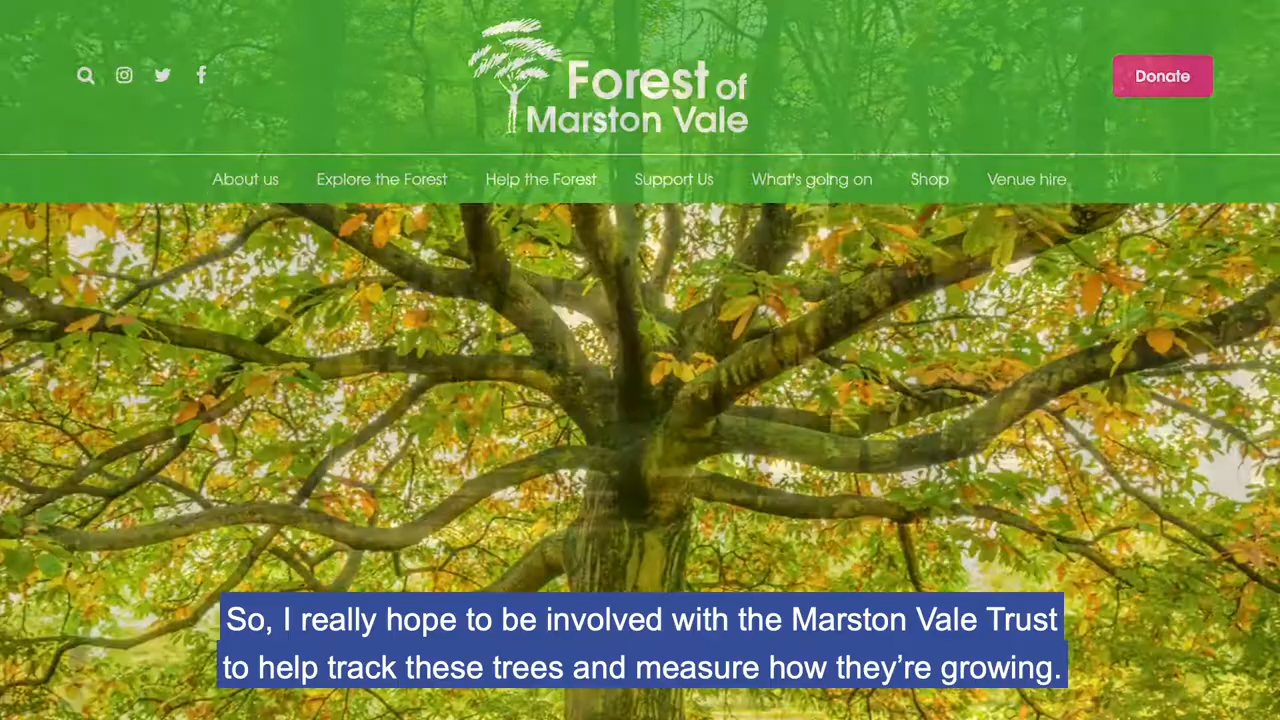 Forest of
Marston Vale
Donate
About us Explore the Forest Help the Forest Support Us What's going on Shop Venue hire
So, I really hope to be involved with the Marston Vale Trust
to help track these trees and measure how they’re growing.